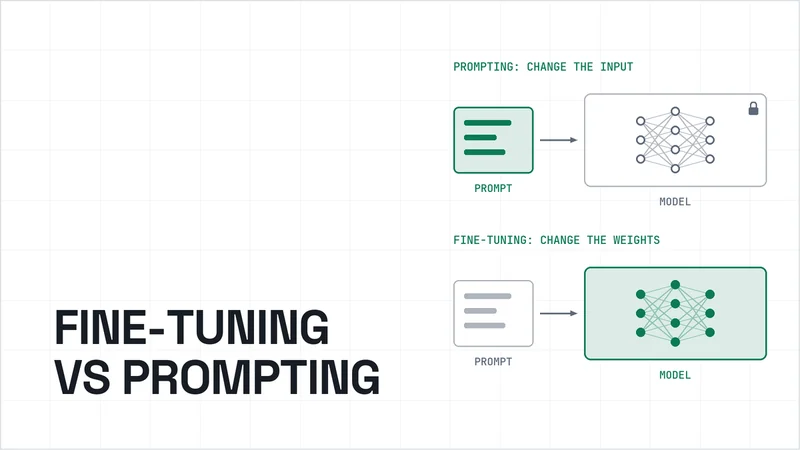 FINE-TUNING
VS PROMPTING
PROMPTING: CHANGE THE INPUT
PROMPT
MODEL
FINE-TUNING: CHANGE THE WEIGHTS
PROMPT
MODEL